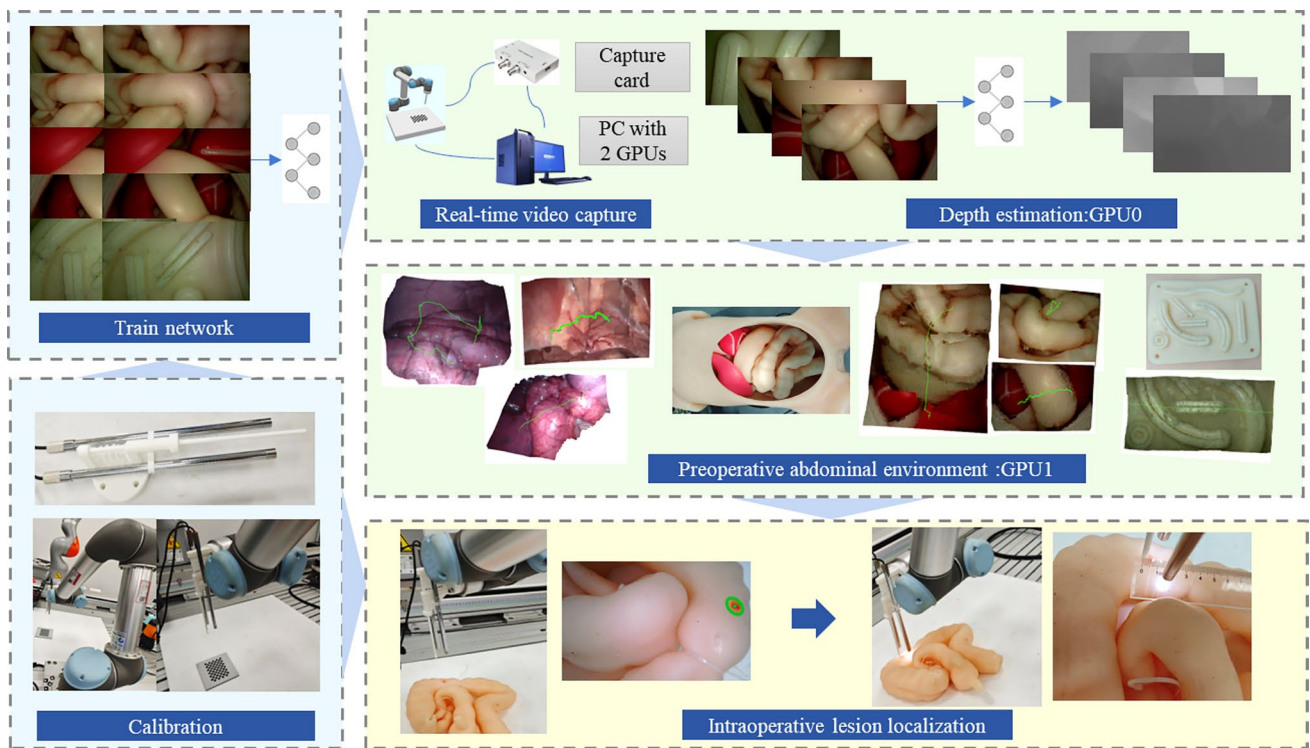 Capture
card
PC with
2 GPUs
Real-time video capture
Depth estimation:GPU0
Train network
Preoperative abdominal environment :GPU1
Calibration
Intraoperative lesion localization